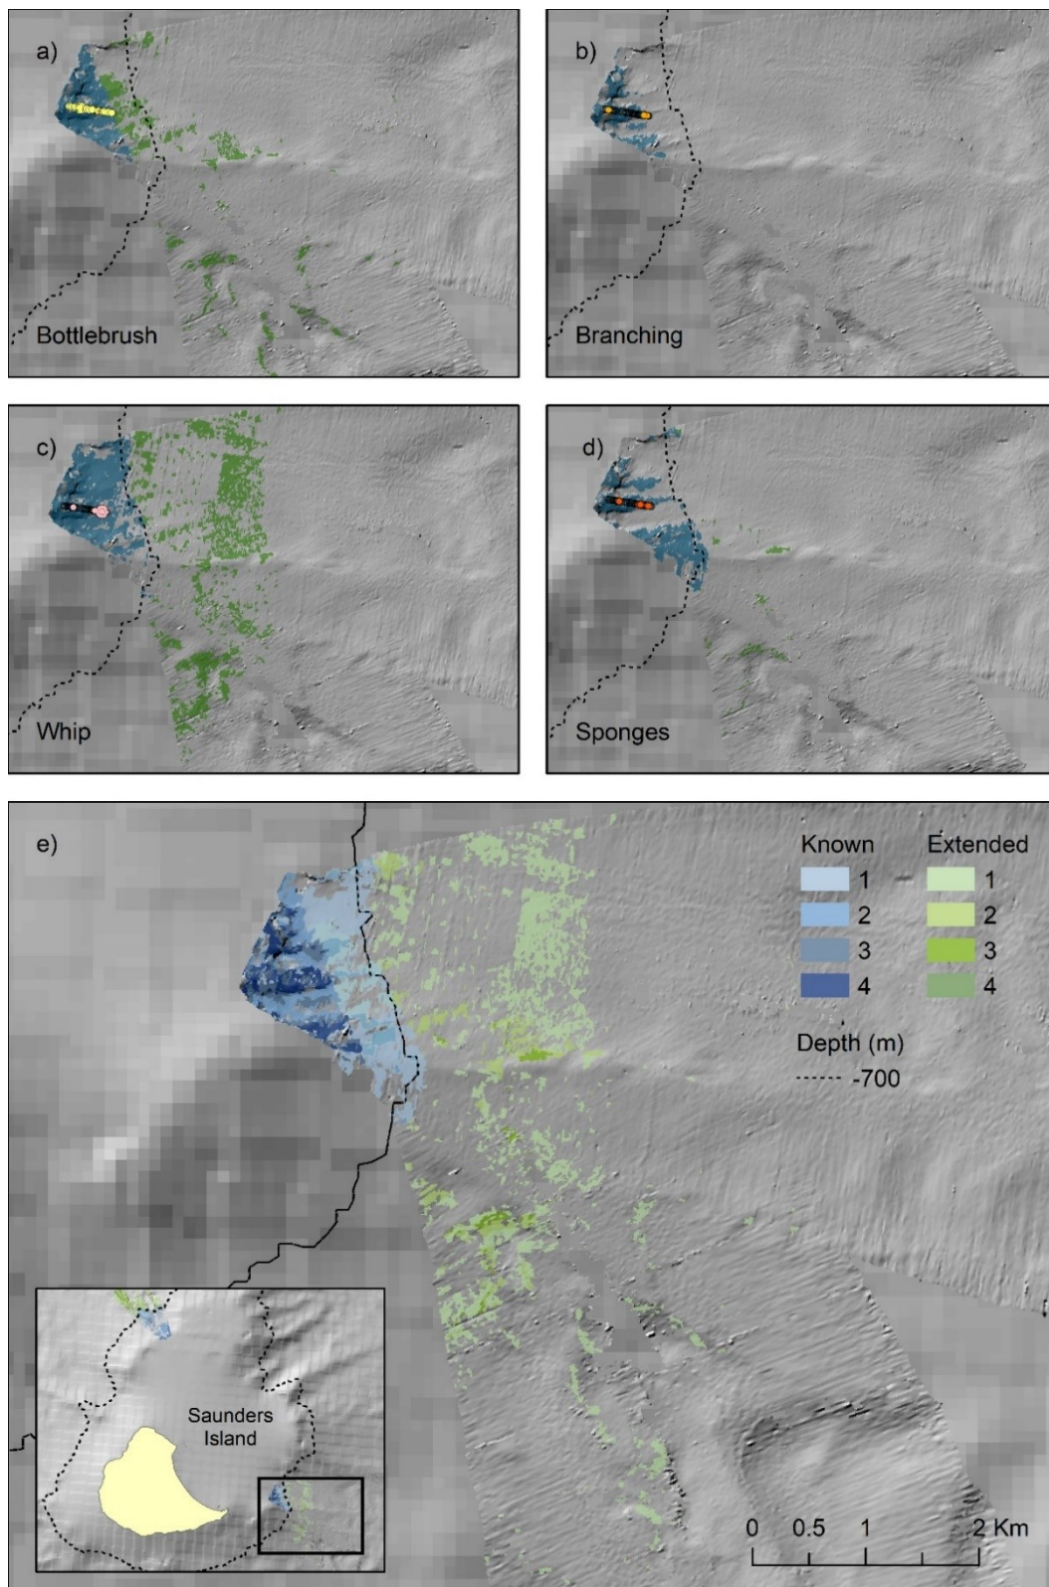 a)
Bottlebrush
b)
Branching
c)
Whip
d)
Sponges
e)
Known Extended
1 1
2 2
3 3
4 4
Depth (m)
-700
Saunders
Island
0 0.5 1 2 Km